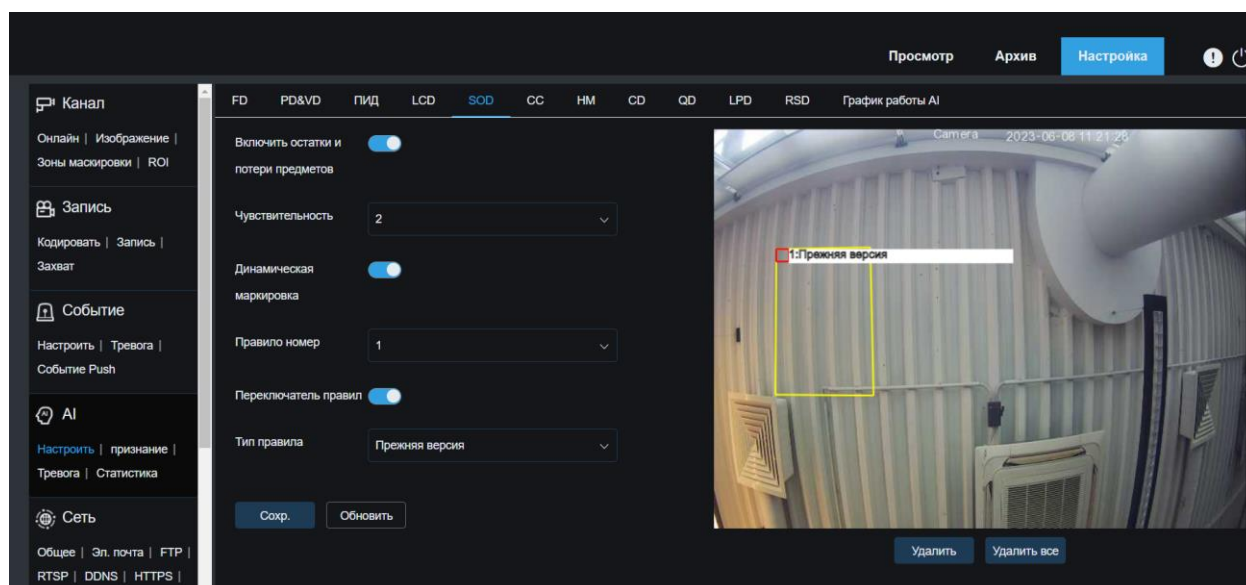 Просмотр Архив Настройка
Канал
Онлайн | Изображение |
Зоны маскировки | ROI
Запись
Кодировать | Запись |
Захват
Событие
Настроить | Тревога |
Событие Push
AI
Настроить | признание |
Тревога | Статистика
Сеть
Общее | Эл. почта | FTP |
RTSP | DDNS | HTTPS |
FD PD&VD ПИД LCD SOD CC HM CD QD LPD RSD График работы AI
Включить остатки и
потери предметов
Чувствительность 2
Динамическая
маркировка
Правило номер 1
Переключатель правил
Тип правила Прежняя версия
Сохр. Обновить
Camera 2023-06-08 11:21:28
1:Прежняя версия
Удалить Удалить все